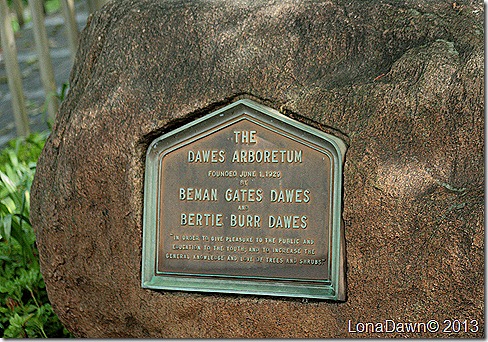 THE
DAWES ARBORETUM
FOUNDED JUNE 1, 1929
BY
BEMAN GATES DAWES
AND
BERTIE BURR DAWES
"IN ORDER TO GIVE PLEASURE TO THE PUBLIC AND
EDUCATION TO THE YOUTH; AND TO INCREASE THE
GENERAL KNOWLEDGE AND LOVE OF TREES AND SHRUBS"
LonaDawn© 2013